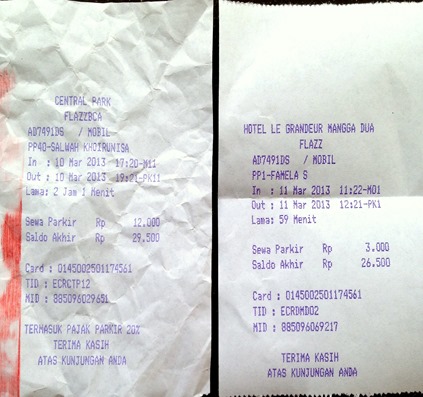 CENTRAL PARK
FLAZZBCA
AD7491DS / MOBIL
PP40-SALWAH KHOIRUNISA
In : 10 Mar 2013 17:20-M11
Out : 10 Mar 2013 19:21-PK11
Lama: 2 Jam 1 Menit
Sewa Parkir Rp 12.000
Saldo Akhir Rp 29.500
Card : 0145002501174561
TID : ECRCTP12
MID : 885096029651
TERMASUK PAJAK PARKIR 20%
TERIMA KASIH
ATAS KUNJUNGAN ANDA
HOTEL LE GRANDEUR MANGGA DUA
FLAZZ
AD7491DS / MOBIL
PP1-FAMELA S
In : 11 Mar 2013 11:22-M01
Out : 11 Mar 2013 12:21-PK1
Lama: 59 Menit
Sewa Parkir Rp 3.000
Saldo Akhir Rp 26.500
Card : 0145002501174561
TID : ECRDMD02
MID : 885096069217
TERIMA KASIH
ATAS KUNJUNGAN ANDA